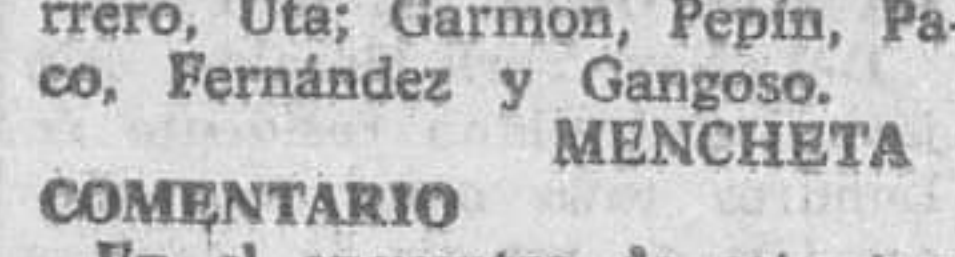 rrero, Uta; Garmon, Pepín, Pa-
co, Fernández y Gangoso.
MENCHETA
COMENTARIO